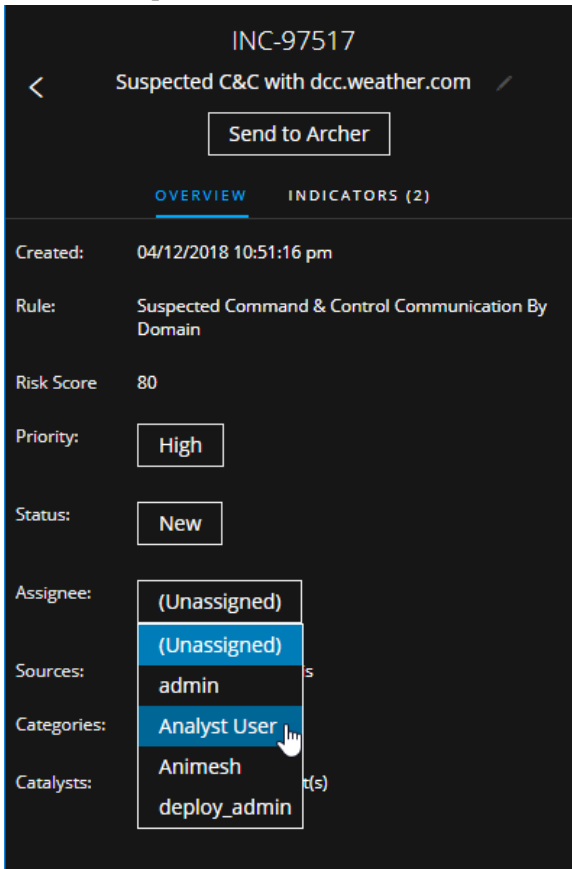 INC-97517
Suspected C&C with dcc.weather.com
Send to Archer
OVERVIEW INDICATORS (2)
Created: 04/12/2018 10:51:16 pm
Rule: Suspected Command & Control Communication By
Domain
Risk Score 80
Priority: High
Status: New
Assignee: (Unassigned)
(Unassigned)
Sources:
admin
Categories: Analyst User
Animesh
Catalysts: t(s)
deploy_admin